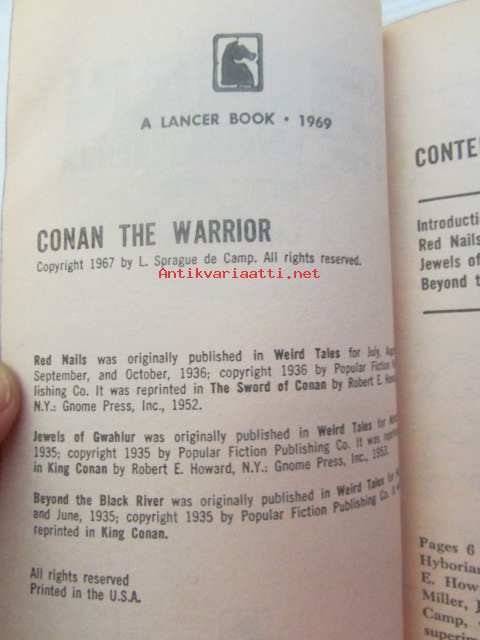 A LANCER BOOK • 1969
CONAN THE WARRIOR
Copyright 1967 by L. Sprague de Camp. All rights reserved.
Antikvariaatti.net
Red Nails was originally published in Weird Tales for July,
September, and October, 1936; copyright 1936 by Popular Fiction
lishing Co. It was reprinted in The Sword of Conan by Robert E.
N.Y.: Gnome Press, Inc., 1952.
Jewels of Gwahlur was originally published in Weird Tales for
1935; copyright 1935 by Popular Fiction Publishing Co. It was
in King Conan by Robert E. Howard, N.Y.: Gnome Press, Inc., 1953.
Beyond the Black River was originally published in Weird Tales for
and June, 1935; copyright 1935 by Popular Fiction Publishing Co. It
reprinted in King Conan.
All rights reserved
Printed in the U.S.A.
Red Nails
Jewels of
Beyond
Pages 6
Hyborian
E. How
Miller, J
Camp,